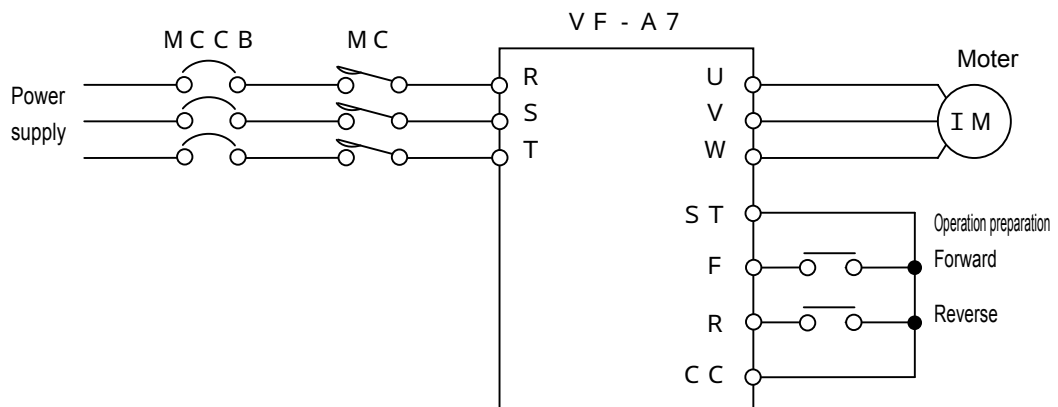 VF-A7
MCCB MC
Moter
Power
supply
R
S
T
U
V
W
IM
ST
F
R
CC
Operation preparation
Forward
Reverse